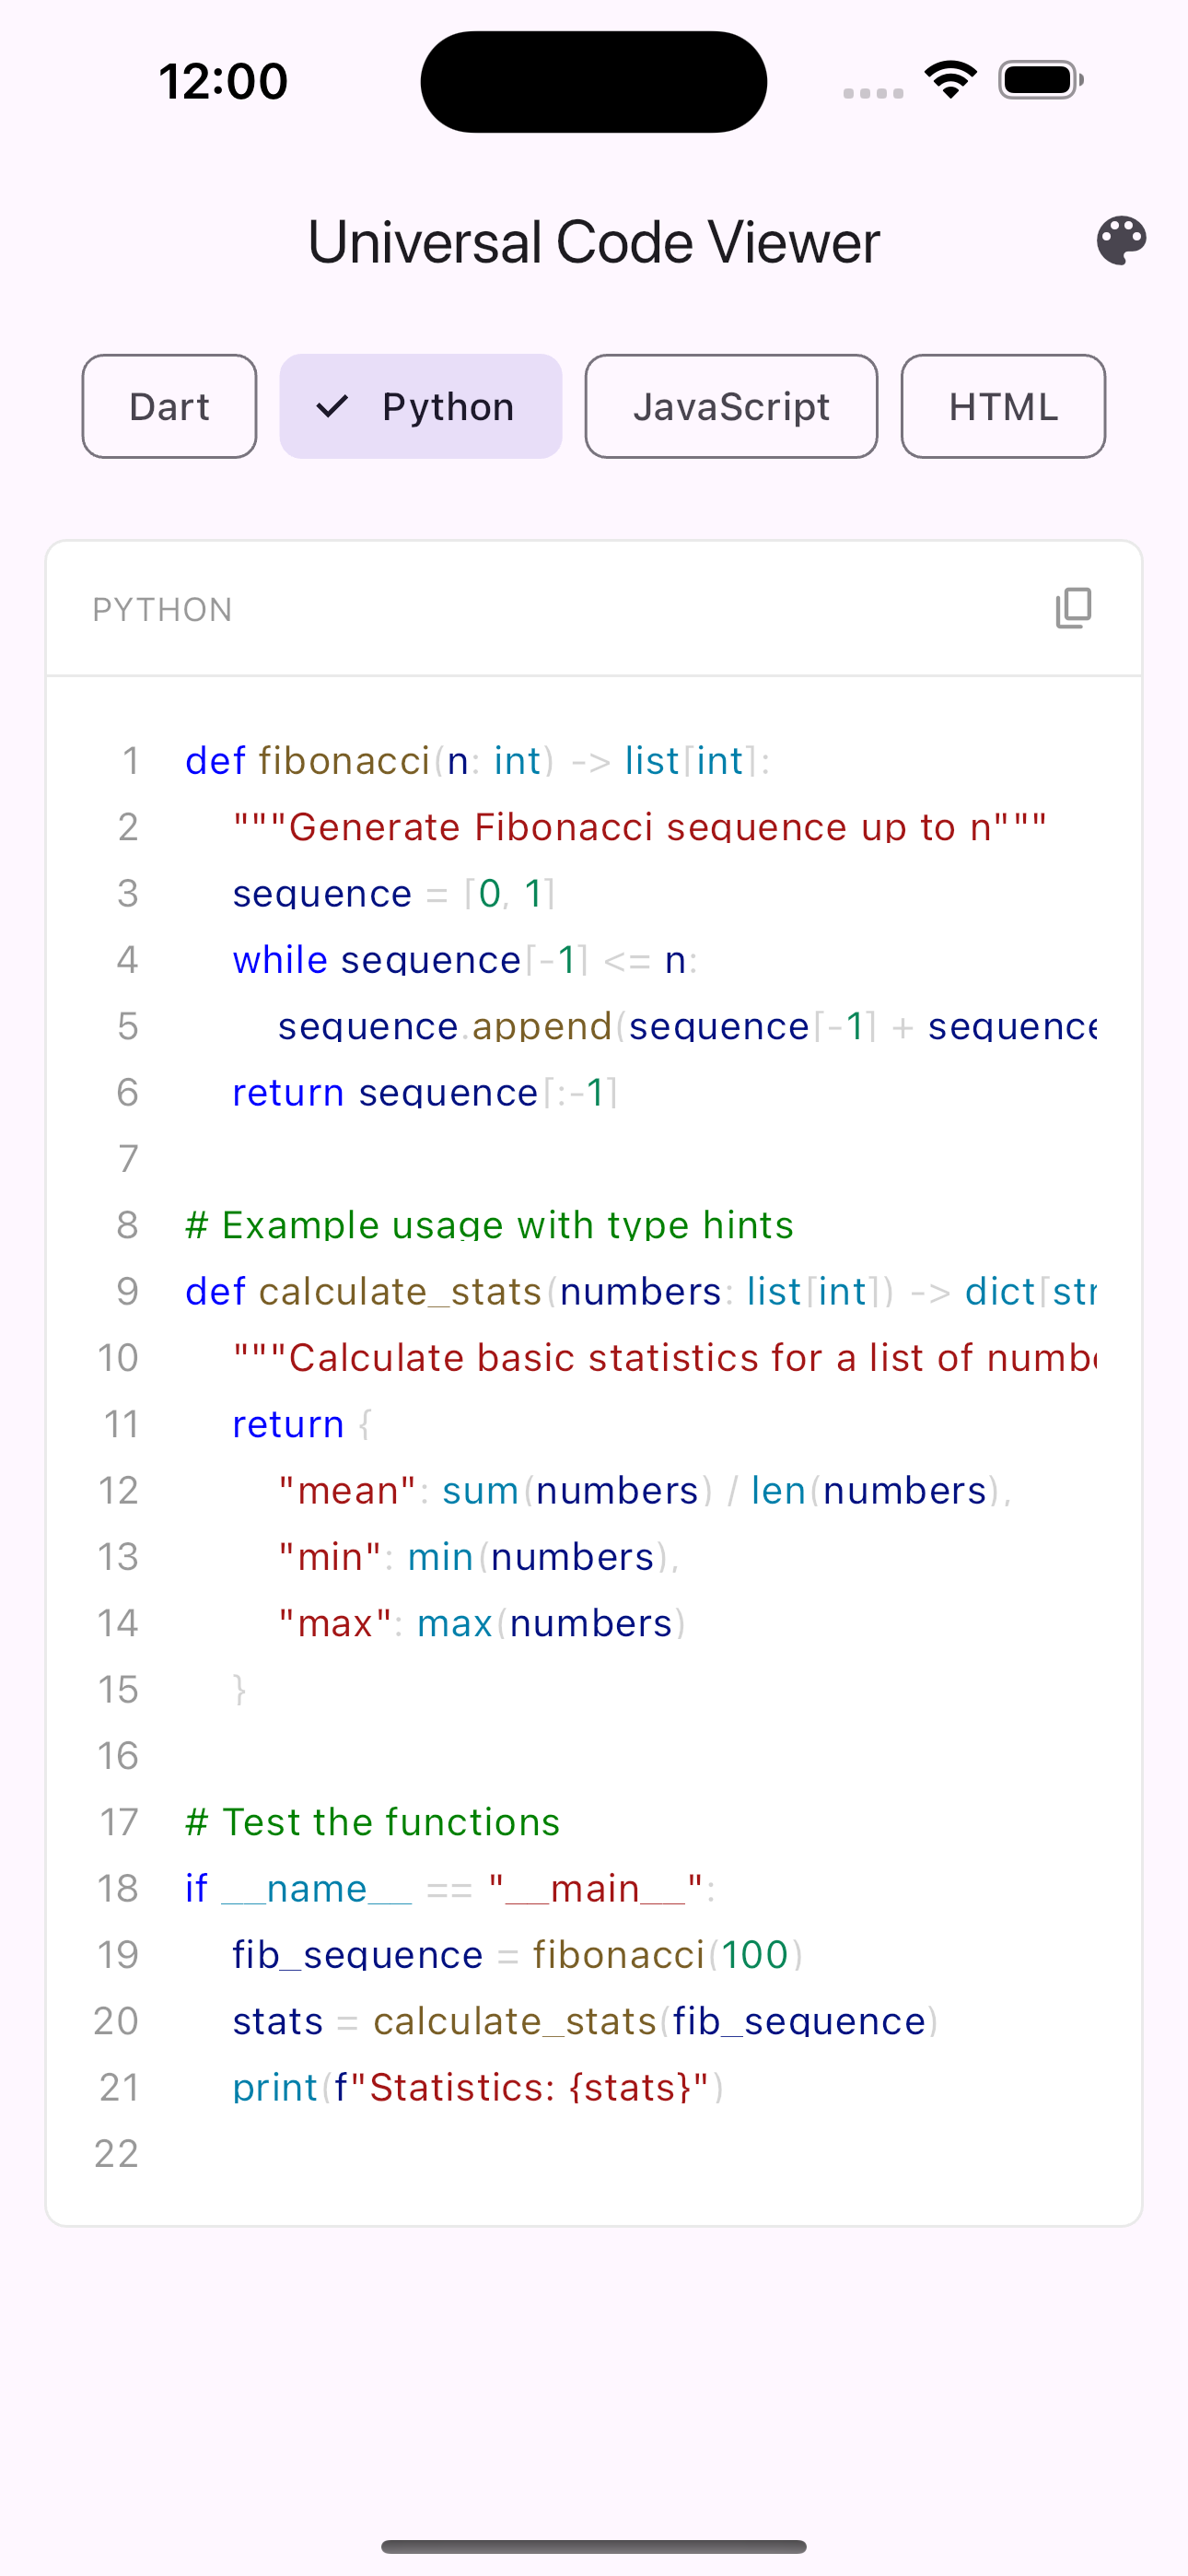 12:00
Universal Code Viewer
Dart
Python
JavaScript
HTML
PYTHON
1 def fibonacci(n: int) -> list[int]:
2     """Generate Fibonacci sequence up to n"""
3     sequence = [0, 1]
4     while sequence[-1] <= n:
5         sequence.append(sequence[-1] + sequence
6     return sequence[:-1]
7
8 # Example usage with type hints
9 def calculate_stats(numbers: list[int]) -> dict[str
10     """Calculate basic statistics for a list of
11     return {
12         "mean": sum(numbers) / len(numbers),
13         "min": min(numbers),
14         "max": max(numbers)
15     }
16
17 # Test the functions
18 if __name__ == "__main__":
19     fib_sequence = fibonacci(100)
20     stats = calculate_stats(fib_sequence)
21     print(f"Statistics: {stats}")
22